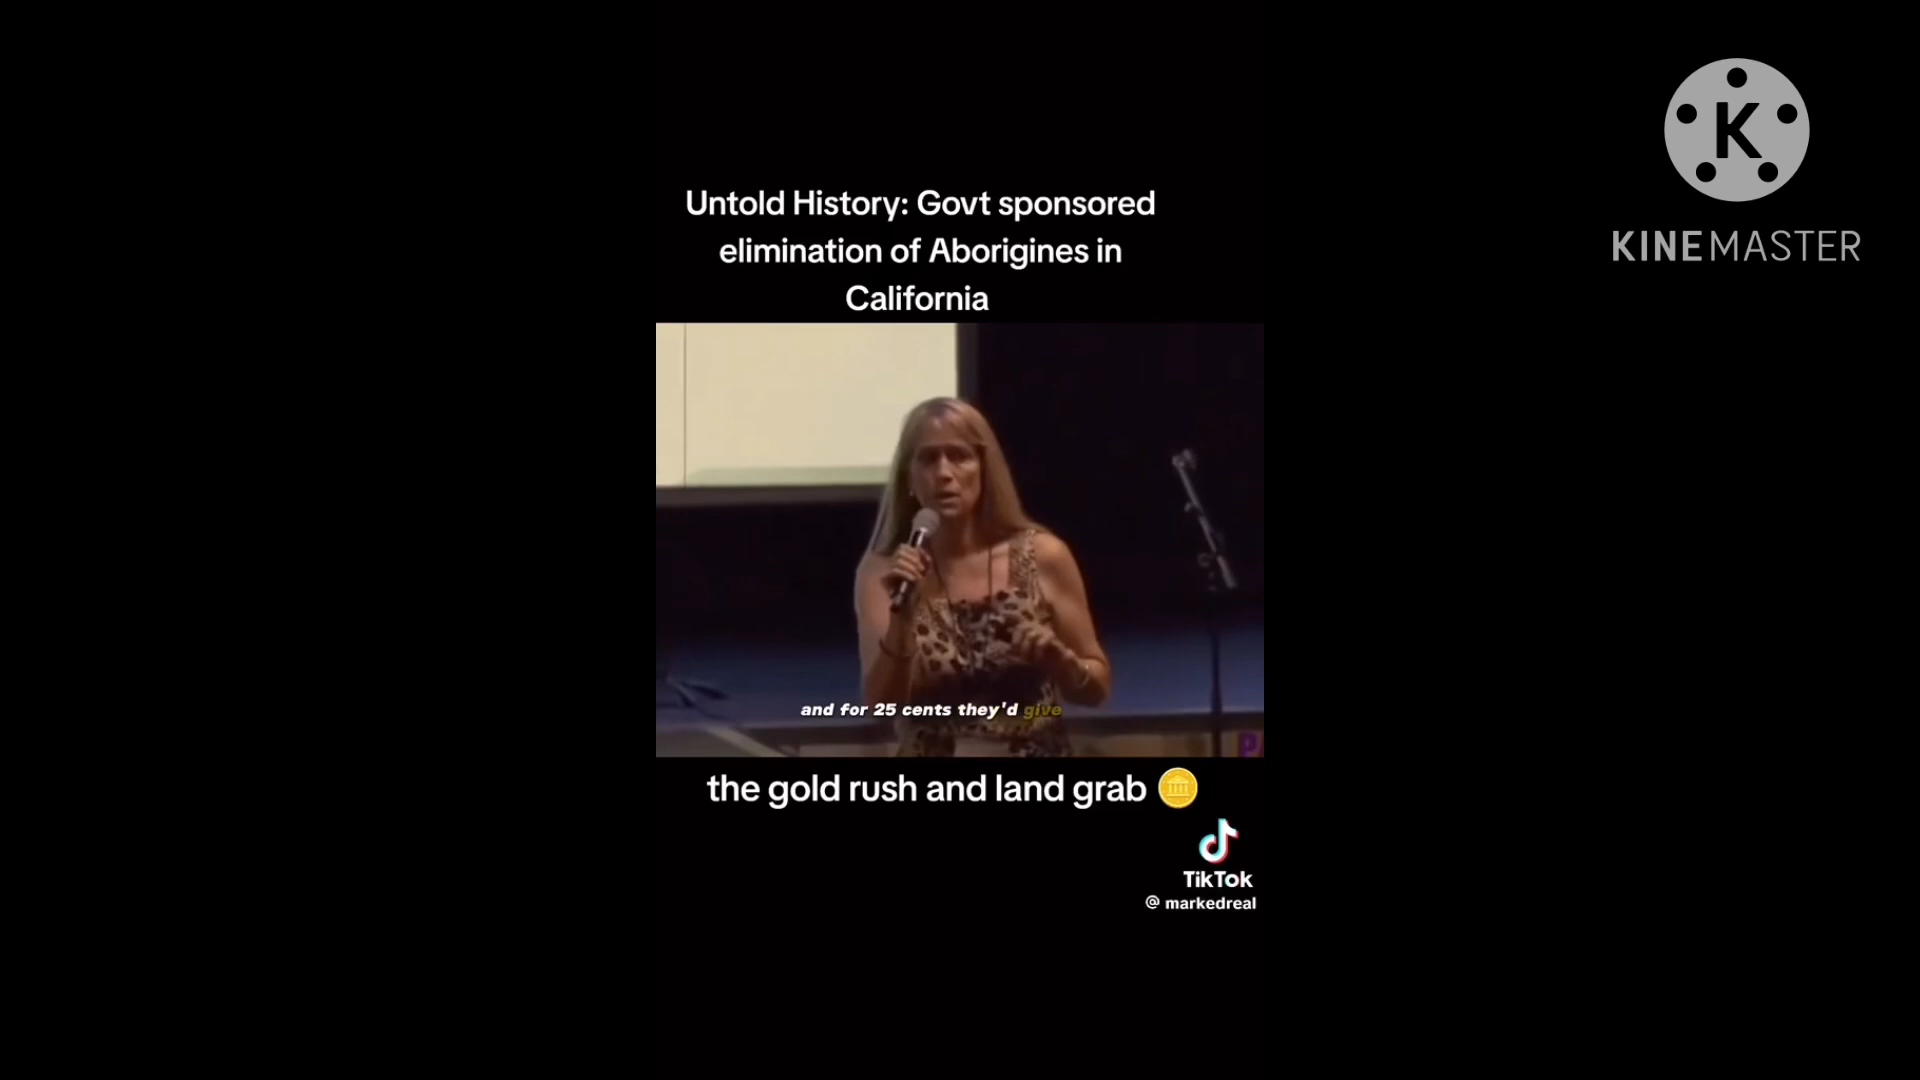 Untold History: Govt sponsored
elimination of Aborigines in
California
K
KINEMASTER
and for 25 cents they'd give
the gold rush and land grab
TikTok
@ markedreal
P